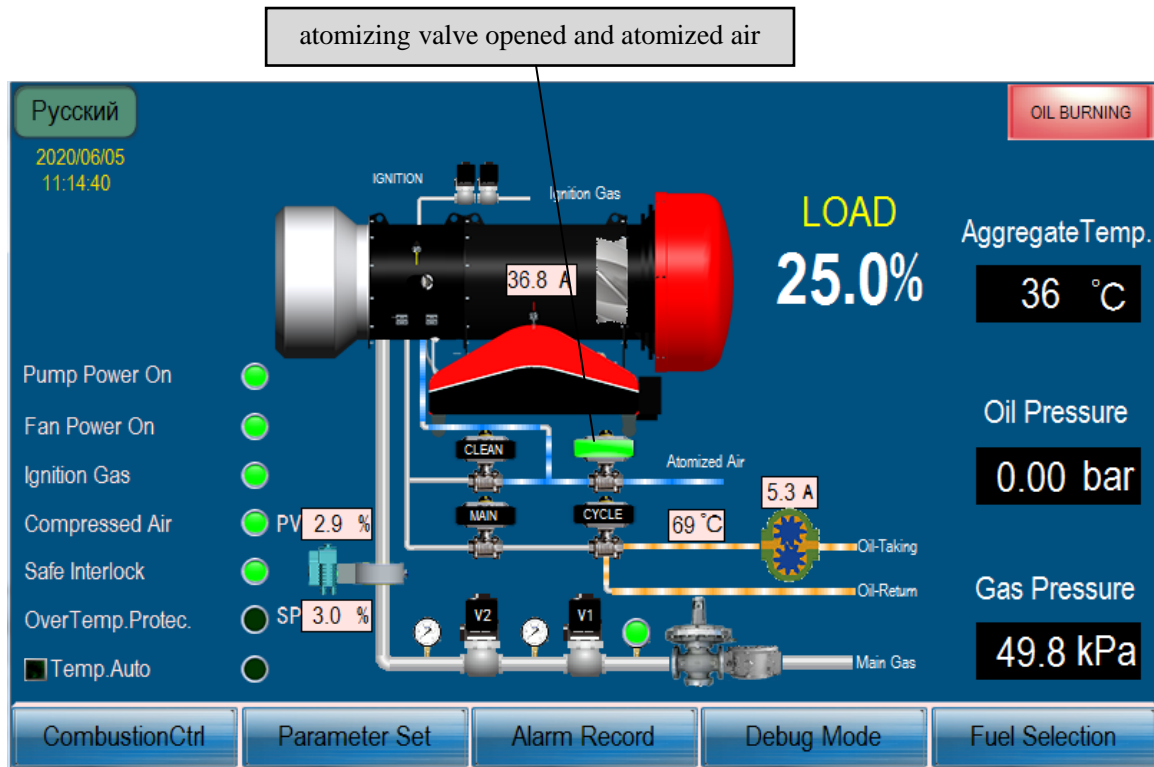 atomizing valve opened and atomized air
Русский
OIL BURNING
2020/06/05
11:14:40
IGNITION
Ignition Gas
LOAD
25.0%
AggregateTemp.
36 °C
36.8 A
Pump Power On
Fan Power On
Ignition Gas
Compressed Air
Safe Interlock
OverTemp.Protec.
Temp.Auto
PV 2.9 %
SP 3.0 %
CLEAN
Atomized Air
MAIN
CYCLE
69 °C
5.3 A
Oil-Taking
Oil-Return
V2
V1
Main Gas
Oil Pressure
0.00 bar
Gas Pressure
49.8 kPa
CombustionCtrl
Parameter Set
Alarm Record
Debug Mode
Fuel Selection